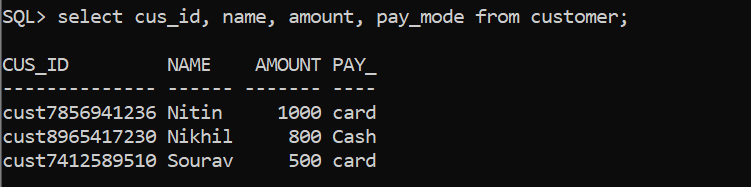 SQL> select cus_id, name, amount, pay_mode from customer;
CUS_ID         NAME    AMOUNT PAY_
-------------- ------ ------- ----
cust7856941236 Nitin     1000 card
cust8965417230 Nikhil     800 Cash
cust7412589510 Sourav     500 card